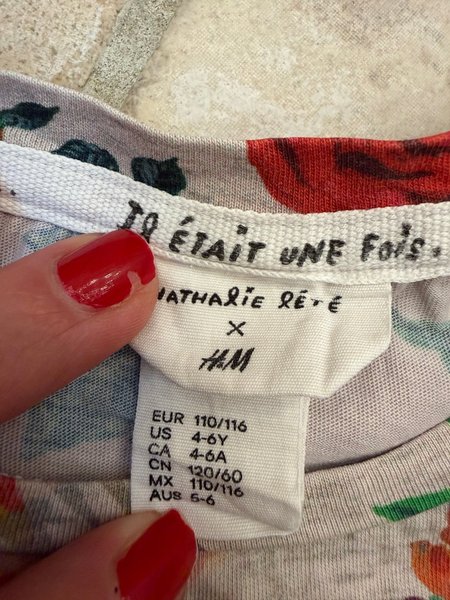 Il ÉTAIT UNE FOIS.
NATHALIE LÉTÉ
X
H&M
EUR 110/116
US 4-6Y
CA 4-6A
CN 120/60
MX 110/116
AUS 5-6